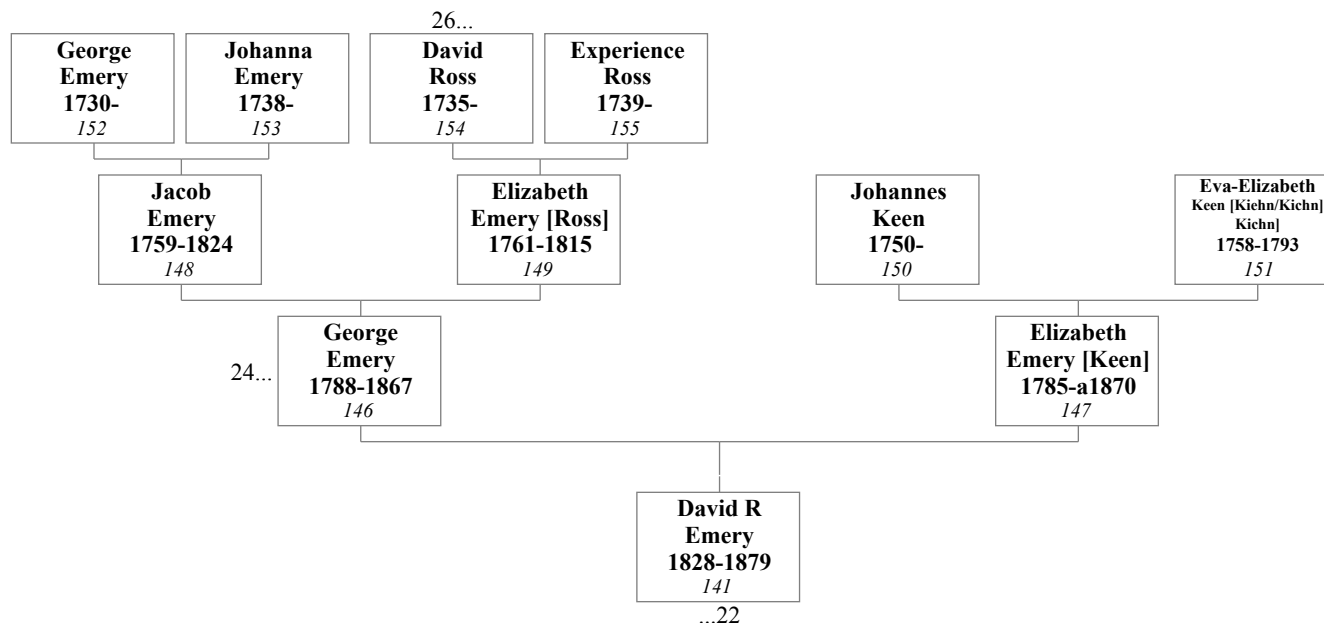 26...
George
Emery
1730-
152
Johanna
Emery
1738-
153
David
Ross
1735-
154
Experience
Ross
1739-
155
Jacob
Emery
1759-1824
148
Elizabeth
Emery [Ross]
1761-1815
149
Johannes
Keen
1750-
150
Eva-Elizabeth
Keen [Kiehn/Kichn]
Kichn]
1758-1793
151
24...
George
Emery
1788-1867
146
Elizabeth
Emery [Keen]
1785-a1870
147
David R
Emery
1828-1879
141
...22